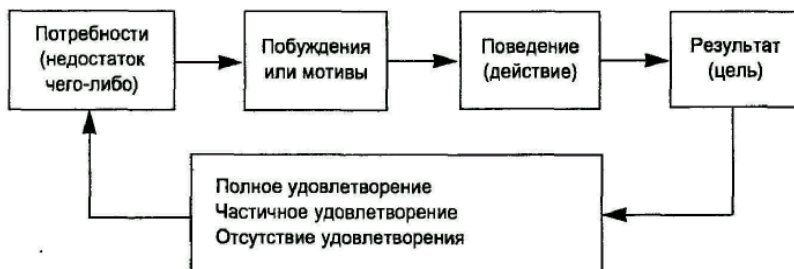 Потребности
(недостаток
чего-либо)
Побуждения
или мотивы
Поведение
(действие)
Результат
(цель)
Полное удовлетворение
Частичное удовлетворение
Отсутствие удовлетворения